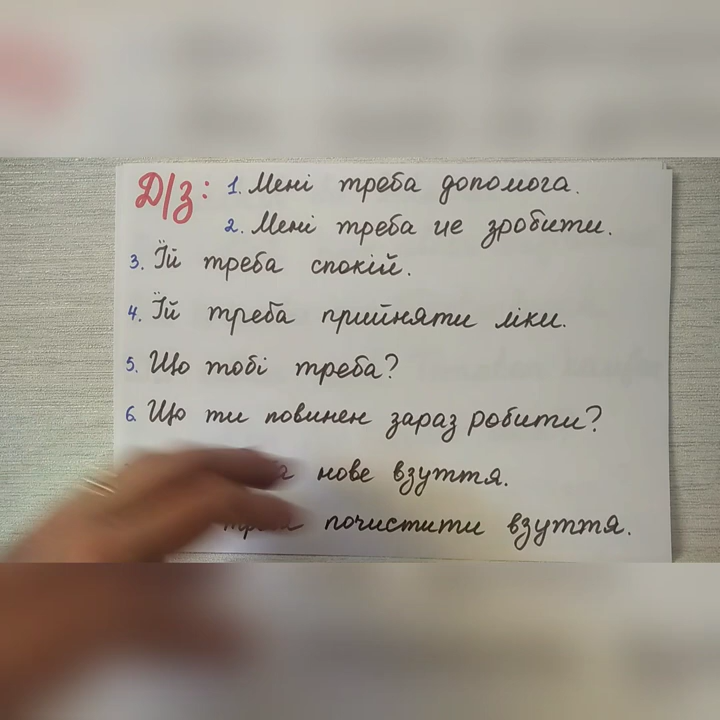 Д/з: 1. Мені треба допомога.
2. Мені треба це зробити.
3. Їй треба спокій.
4. Їй треба прийняти ліки.
5. Що тобі треба?
6. Що ти повинен зараз робити?
нове взуття.
треба почистити взуття.